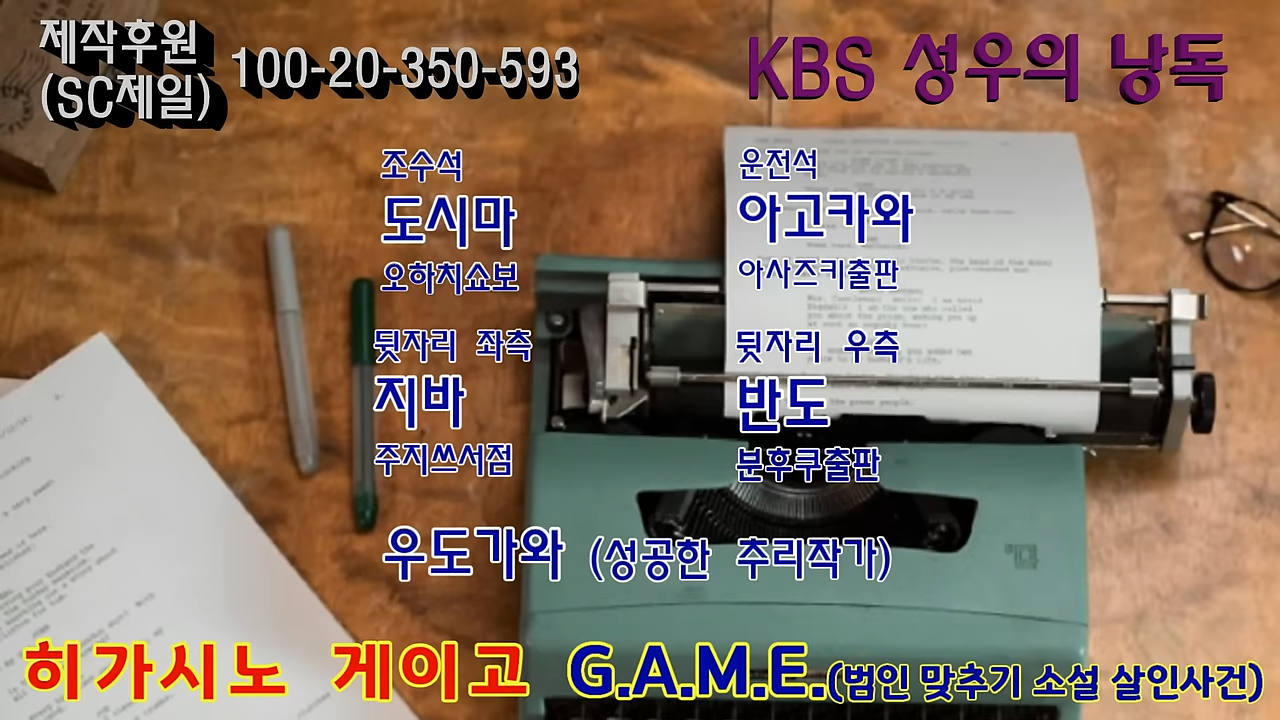 제작후원
(SC제일)
100-20-350-593
KBS 성우의 낭독
조수석
도시마
오하치쇼보
운전석
아고카와
아사즈키출판
뒷자리 좌측
지바
주지쓰서점
뒷자리 우측
반도
분후쿠출판
우도가와 (성공한 추리작가)
히가시노 게이고 G.A.M.E.(범인 맞추기 소설 살인사건)